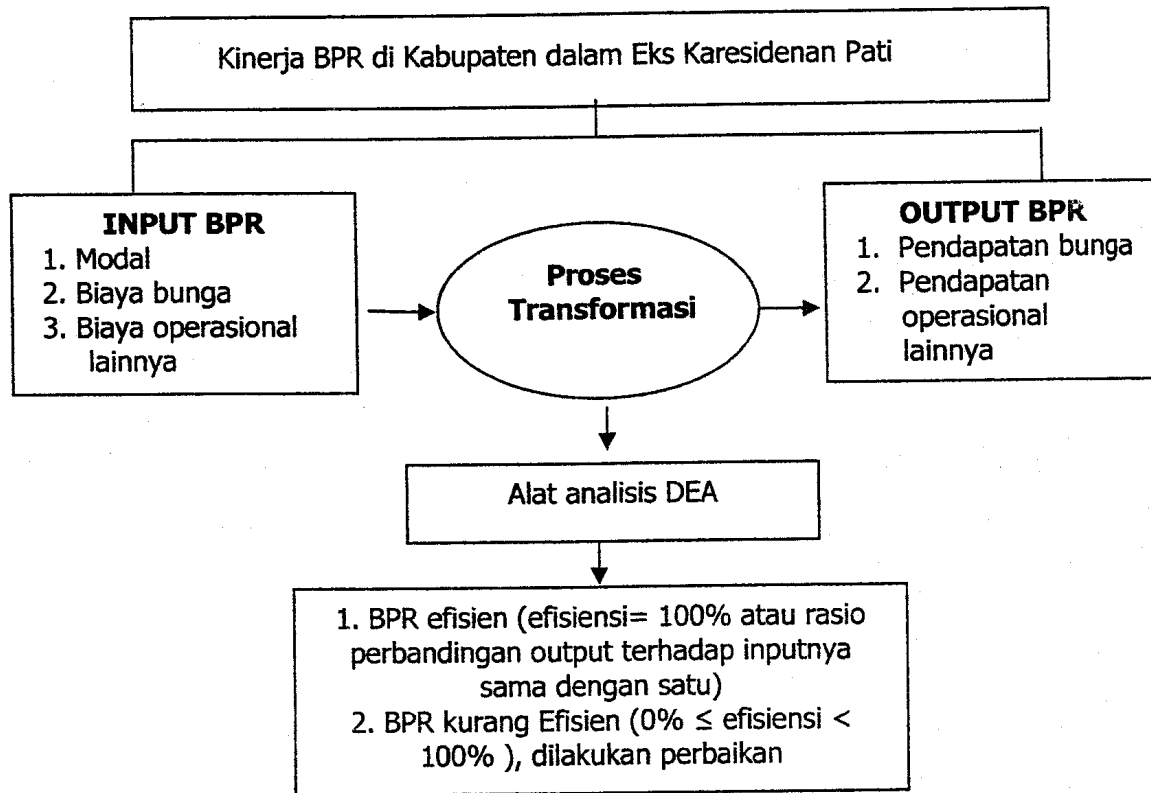 Kinerja BPR di Kabupaten dalam Eks Karesidenan Pati
INPUT BPR
1. Modal
2. Biaya bunga
3. Biaya operasional
lainnya
Proses
Transformasi
OUTPUT BPR
1. Pendapatan bunga
2. Pendapatan
operasional
lainnya
Alat analisis DEA
1. BPR efisien (efisiensi= 100% atau rasio
perbandingan output terhadap inputnya
sama dengan satu)
2. BPR kurang Efisien (0% ≤ efisiensi <
100% ), dilakukan perbaikan